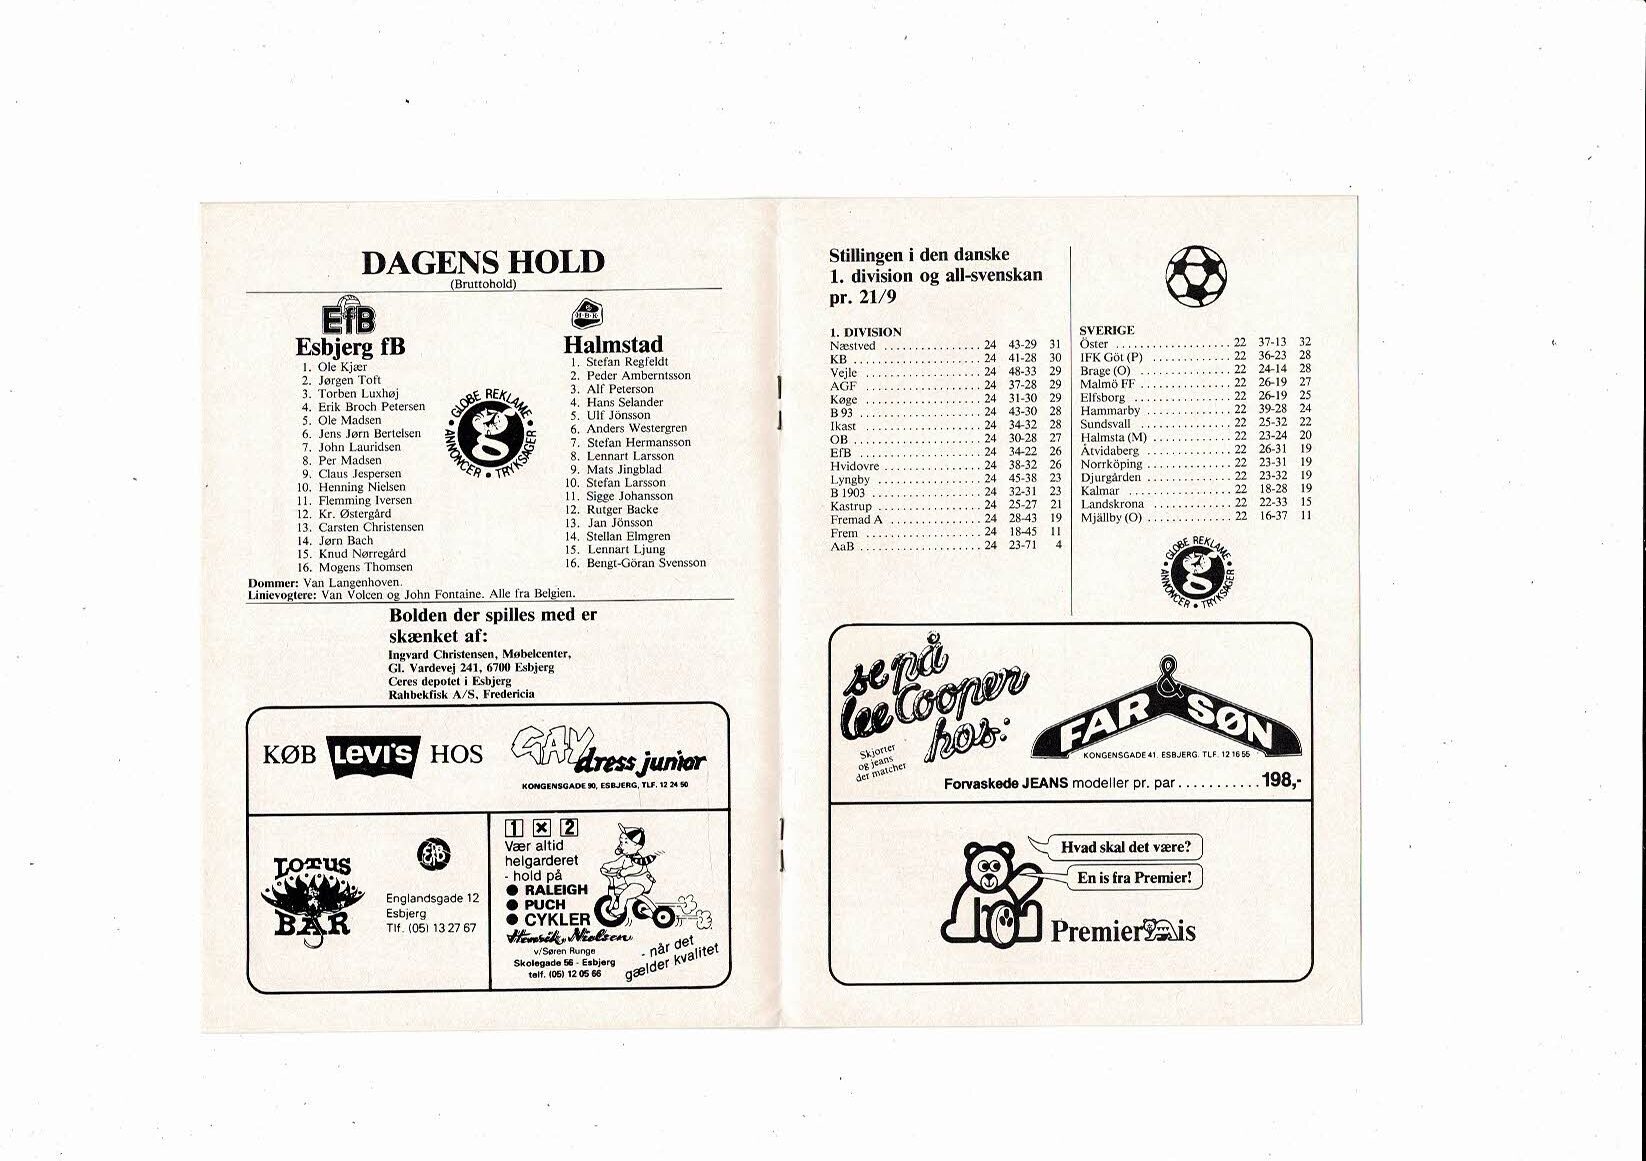 DAGENS HOLD
(Bruttohold)
EfB
Esbjerg fB
1. Ole Kjær
2. Jørgen Toft
3. Torben Luxhøj
4. Erik Broch Petersen
5. Ole Madsen
6. Jens Jørn Bertelsen
7. John Lauridsen
8. Per Madsen
9. Claus Jespersen
10. Henning Nielsen
11. Flemming Iversen
12. Kr. Østergård
13. Carsten Christensen
14. Jørn Bach
15. Knud Nørregård
16. Mogens Thomsen
GLOBE REKLAME • TRYKSAGER • ANNONCER •
H·B·K
Halmstad
1. Stefan Regfeldt
2. Peder Amberntsson
3. Alf Peterson
4. Hans Selander
5. Ulf Jönsson
6. Anders Westergren
7. Stefan Hermansson
8. Lennart Larsson
9. Mats Jingblad
10. Stefan Larsson
11. Sigge Johansson
12. Rutger Backe
13. Jan Jönsson
14. Stellan Elmgren
15. Lennart Ljung
16. Bengt-Göran Svensson
Dommer: Van Langenhoven.
Linievogtere: Van Volcen og John Fontaine. Alle fra Belgien.
Bolden der spilles med er
skænket af:
Ingvard Christensen, Møbelcenter,
Gl. Vardevej 241, 6700 Esbjerg
Ceres depotet i Esbjerg
Rahbekfisk A/S, Fredericia
KØB LEVI'S HOS GAY dress junior
KONGENSGADE 90, ESBJERG, TLF. 12 24 50
LOTUS
BAR
EfB
Englandsgade 12
Esbjerg
Tlf. (05) 13 27 67
1 X 2
Vær altid
helgarderet
- hold på
● RALEIGH
● PUCH
● CYKLER
Henrik Nielsen
v/Søren Runge
Skolegade 56 - Esbjerg
telf. (05) 12 05 66
- når det
gælder kvalitet
Stillingen i den danske
1. division og all-svenskan
pr. 21/9
1. DIVISION
Næstved ................ 24 43-29 31
KB .................... 24 41-28 30
Vejle .................. 24 48-33 29
AGF .................. 24 37-28 29
Køge .................. 24 31-30 29
B 93 ................... 24 43-30 28
Ikast ................... 24 34-32 28
OB .................... 24 30-28 27
EfB ................... 24 34-22 26
Hvidovre ................ 24 38-32 26
Lyngby ................ 24 45-38 23
B 1903 ................. 24 32-31 23
Kastrup ................ 24 25-27 21
Fremad A ............... 24 28-43 19
Frem .................. 24 18-45 11
AaB ................... 24 23-71 4
SVERIGE
Öster .................. 22 37-13 32
IFK Göt (P) ............. 22 36-23 28
Brage (O) ............... 22 24-14 28
Malmö FF ............... 22 26-19 27
Elfsborg ................ 22 26-19 25
Hammarby .............. 22 39-28 24
Sundsvall ............... 22 25-32 22
Halmsta (M) ............. 22 23-24 20
Åtvidaberg .............. 22 26-31 19
Norrköping .............. 22 23-31 19
Djurgården .............. 22 23-32 19
Kalmar ................. 22 18-28 19
Landskrona ............. 22 22-33 15
Mjällby (O) .............. 22 16-37 11
GLOBE REKLAME • TRYKSAGER • ANNONCER •
se på
Lee Cooper
hos:
Skjorter
og jeans
der matcher
FAR & SØN
KONGENSGADE 41. ESBJERG. TLF. 12 16 55
Forvaskede JEANS modeller pr. par........... 198,-
Hvad skal det være?
En is fra Premier!
Premier is